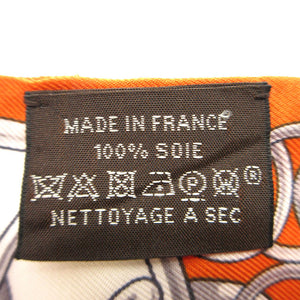 MADE IN FRANCE
100% SOIE
®
NETTOYAGE A SEC